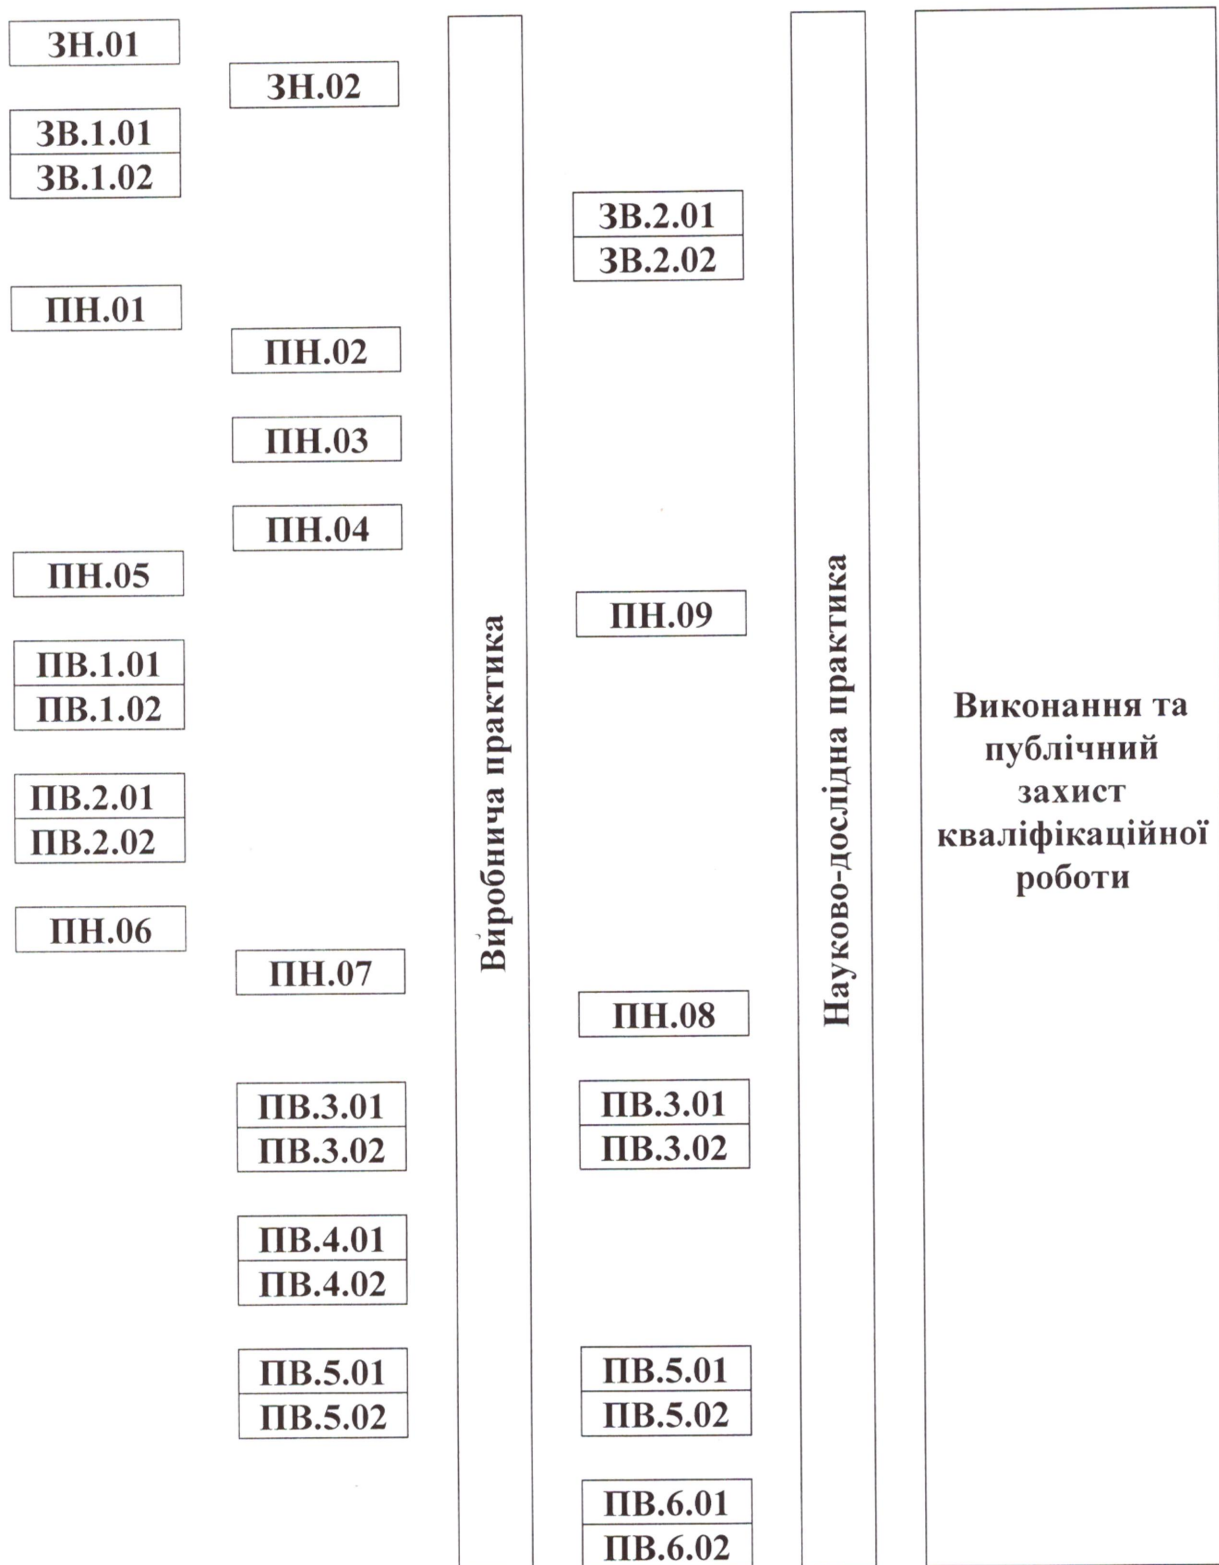 ЗН.01
ЗН.02
ЗВ.1.01
ЗВ.1.02
ЗВ.2.01
ЗВ.2.02
ПН.01
ПН.02
ПН.03
ПН.04
ПН.05
ПН.09
ПВ.1.01
ПВ.1.02
ПВ.2.01
ПВ.2.02
ПН.06
ПН.07
ПН.08
ПВ.3.01
ПВ.3.02
ПВ.3.01
ПВ.3.02
ПВ.4.01
ПВ.4.02
ПВ.5.01
ПВ.5.02
ПВ.5.01
ПВ.5.02
ПВ.6.01
ПВ.6.02
Виробнича практика
Науково-дослідна практика
Виконання та
публічний
захист
кваліфікаційної
роботи